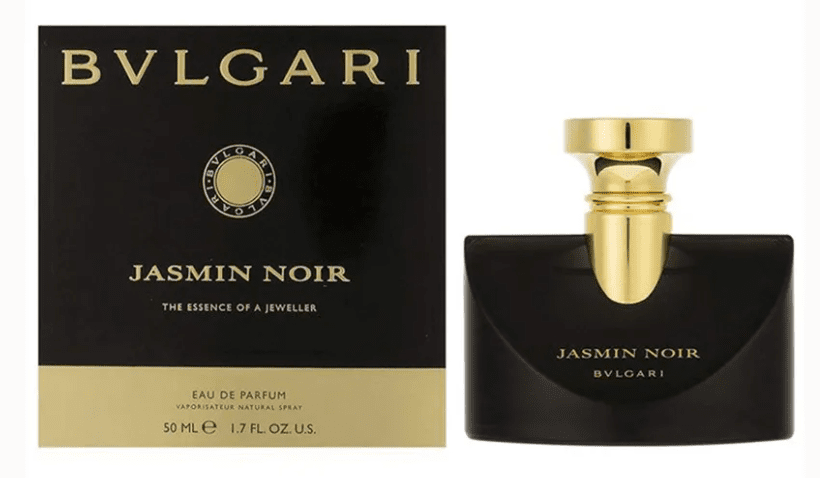 BVLGARI
BVLGARI · BVLGARI ·
JASMIN NOIR
THE ESSENCE OF A JEWELLER
EAU DE PARFUM
VAPORISATEUR NATURAL SPRAY
50 ML ℮ 1.7 FL. OZ. U.S.
JASMIN NOIR
BVLGARI